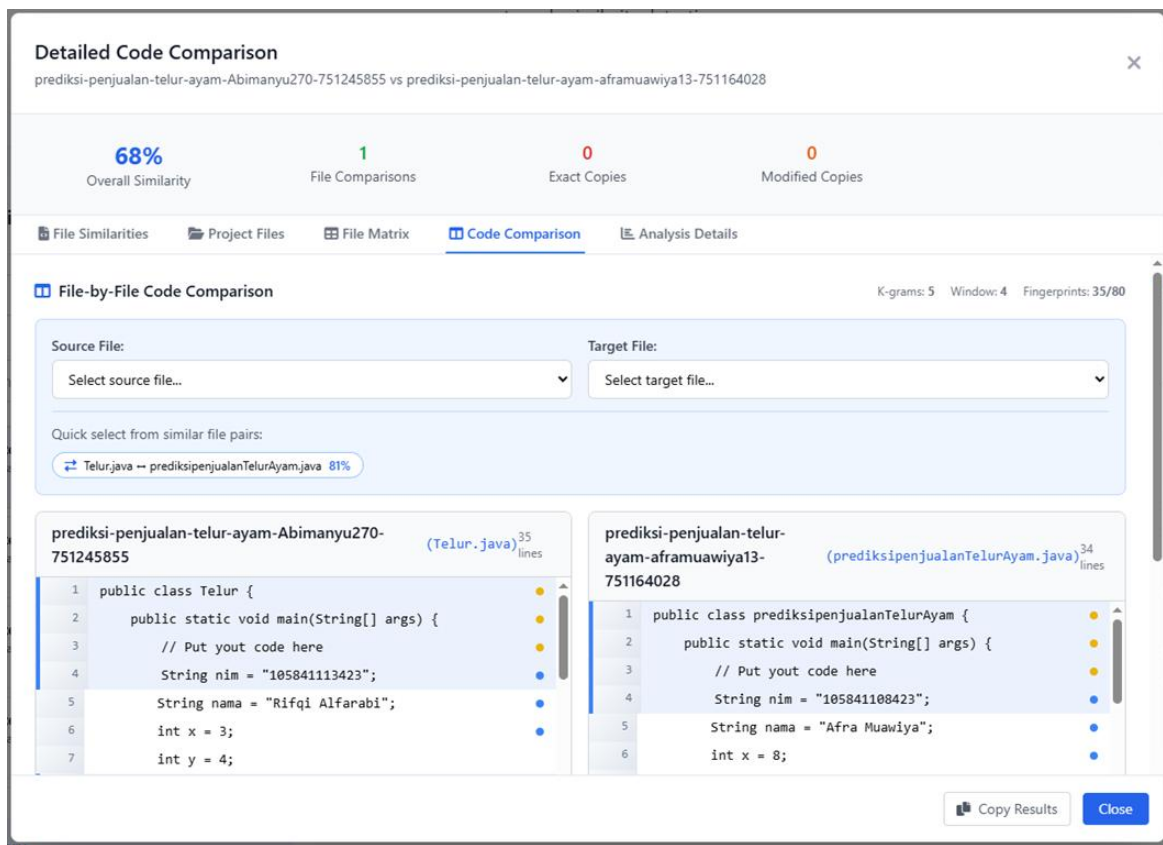 Detailed Code Comparison
prediksi-penjualan-telur-ayam-Abimanyu270-751245855 vs prediksi-penjualan-telur-ayam-aframuawiya13-751164028
68%
Overall Similarity
1
File Comparisons
0
Exact Copies
0
Modified Copies
File Similarities
Project Files
File Matrix
Code Comparison
Analysis Details
File-by-File Code Comparison
K-grams: 5 Window: 4 Fingerprints: 35/80
Source File:
Select source file...
Target File:
Select target file...
Quick select from similar file pairs:
Telur.java ↔ prediksipenjualanTelurAyam.java 81%
prediksi-penjualan-telur-ayam-Abimanyu270-
751245855
(Telur.java)
35
lines
1 public class Telur {
2 public static void main(String[] args) {
3 // Put yout code here
4 String nim = "105841113423";
5 String nama = "Rifqi Alfarabi";
6 int x = 3;
7 int y = 4;
prediksi-penjualan-telur-
ayam-aframuawiya13-
751164028
(prediksipenjualanTelurAyam.java)
34
lines
1 public class prediksipenjualanTelurAyam {
2 public static void main(String[] args) {
3 // Put yout code here
4 String nim = "105841108423";
5 String nama = "Afra Muawiya";
6 int x = 8;
Copy Results
Close